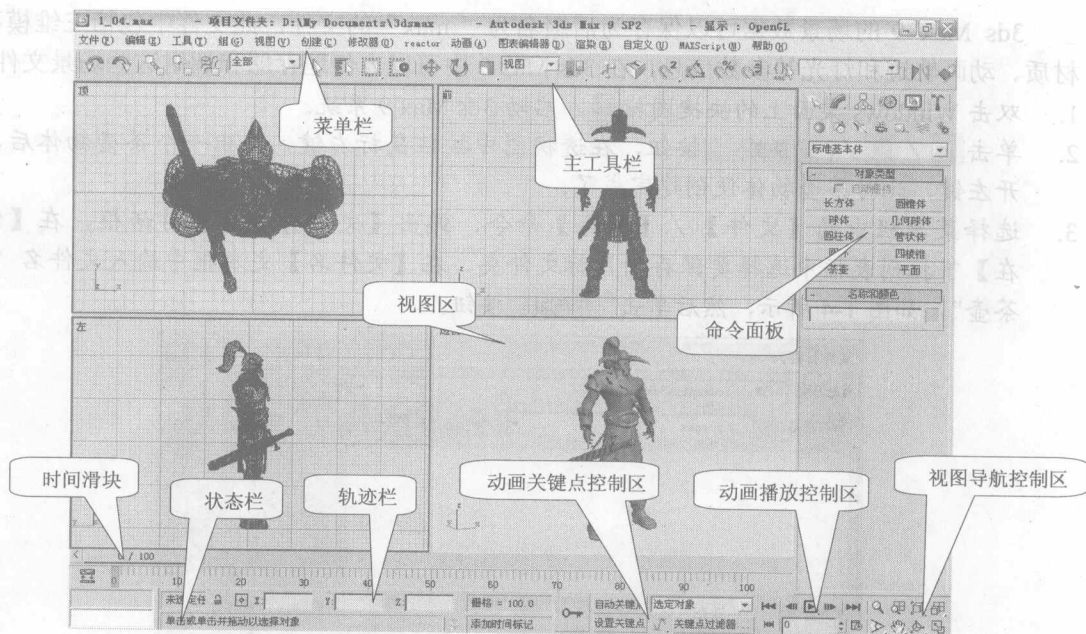 1_04.max - 项目文件夹: D:\My Documents\3dsmax - Autodesk 3ds Max 9 SP2 - 显示 : OpenGL
文件(F) 编辑(E) 工具(T) 组(G) 视图(V) 创建(C) 修改器(O) reactor 动画(A) 图表编辑器(D) 渲染(R) 自定义(U) MAXScript(M) 帮助(H)
全部
视图
菜单栏
主工具栏
顶
前
标准基本体
对象类型
自动栅格
长方体 圆锥体
球体 几何球体
圆柱体 管状体
圆环 四棱锥
茶壶 平面
名称和颜色
视图区
命令面板
左
时间滑块
状态栏
轨迹栏
动画关键点控制区
动画播放控制区
视图导航控制区
0 / 100
0 10 20 30 40 50 60 70 80 90 100
X: Y: Z: 栅格 = 100.0
自动关键点 选定对象
单击或单击并拖动以选择对象
添加时间标记
设置关键点 关键点过滤器
0